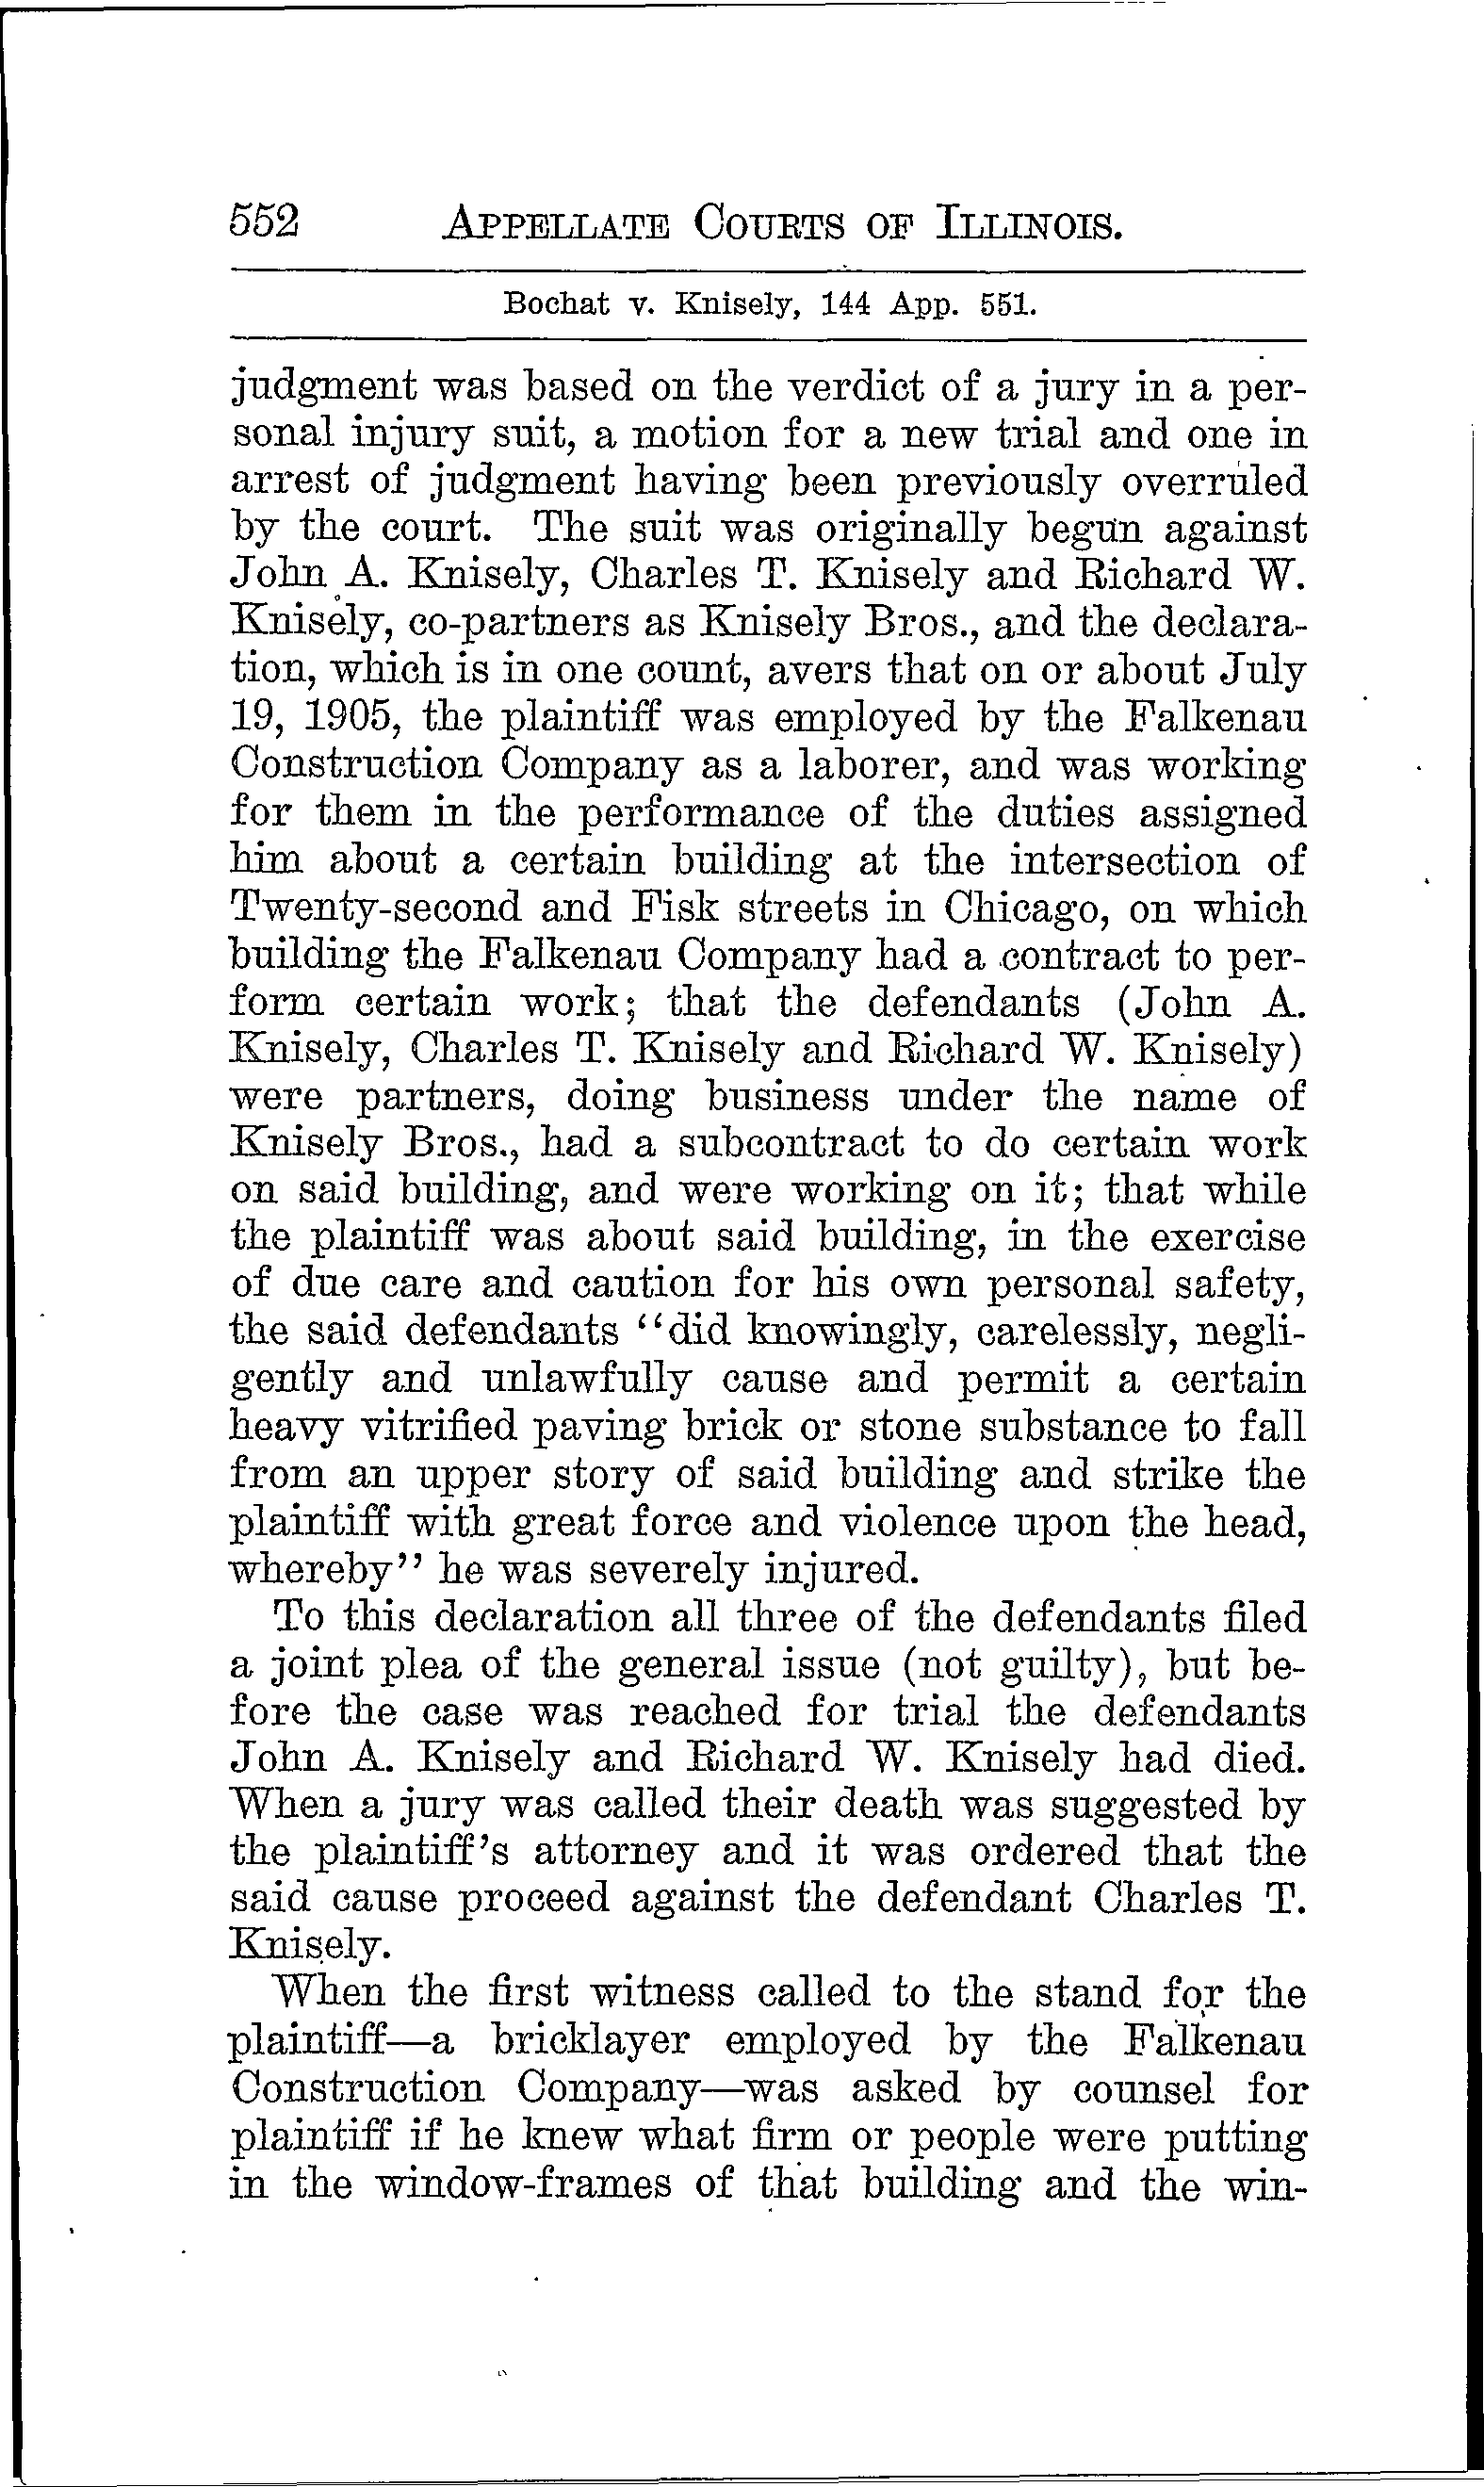 552 APPELLATE COURTS OF ILLINOIS.
Bochat v. Knisely, 144 App. 551.
judgment was based on the verdict of a jury in a per-
sonal injury suit, a motion for a new trial and one in
arrest of judgment having been previously overruled
by the court. The suit was originally begun against
John A. Knisely, Charles T. Knisely and Richard W.
Knisely, co-partners as Knisely Bros., and the declara-
tion, which is in one count, avers that on or about July
19, 1905, the plaintiff was employed by the Falkenau
Construction Company as a laborer, and was working
for them in the performance of the duties assigned
him about a certain building at the intersection of
Twenty-second and Fisk streets in Chicago, on which
building the Falkenau Company had a contract to per-
form certain work; that the defendants (John A.
Knisely, Charles T. Knisely and Richard W. Knisely)
were partners, doing business under the name of
Knisely Bros., had a subcontract to do certain work
on said building, and were working on it; that while
the plaintiff was about said building, in the exercise
of due care and caution for his own personal safety,
the said defendants "did knowingly, carelessly, negli-
gently and unlawfully cause and permit a certain
heavy vitrified paving brick or stone substance to fall
from an upper story of said building and strike the
plaintiff with great force and violence upon the head,
whereby" he was severely injured.
To this declaration all three of the defendants filed
a joint plea of the general issue (not guilty), but be-
fore the case was reached for trial the defendants
John A. Knisely and Richard W. Knisely had died.
When a jury was called their death was suggested by
the plaintiff's attorney and it was ordered that the
said cause proceed against the defendant Charles T.
Knisely.
When the first witness called to the stand for the
plaintiff—a bricklayer employed by the Falkenau
Construction Company—was asked by counsel for
plaintiff if he knew what firm or people were putting
in the window-frames of that building and the win-